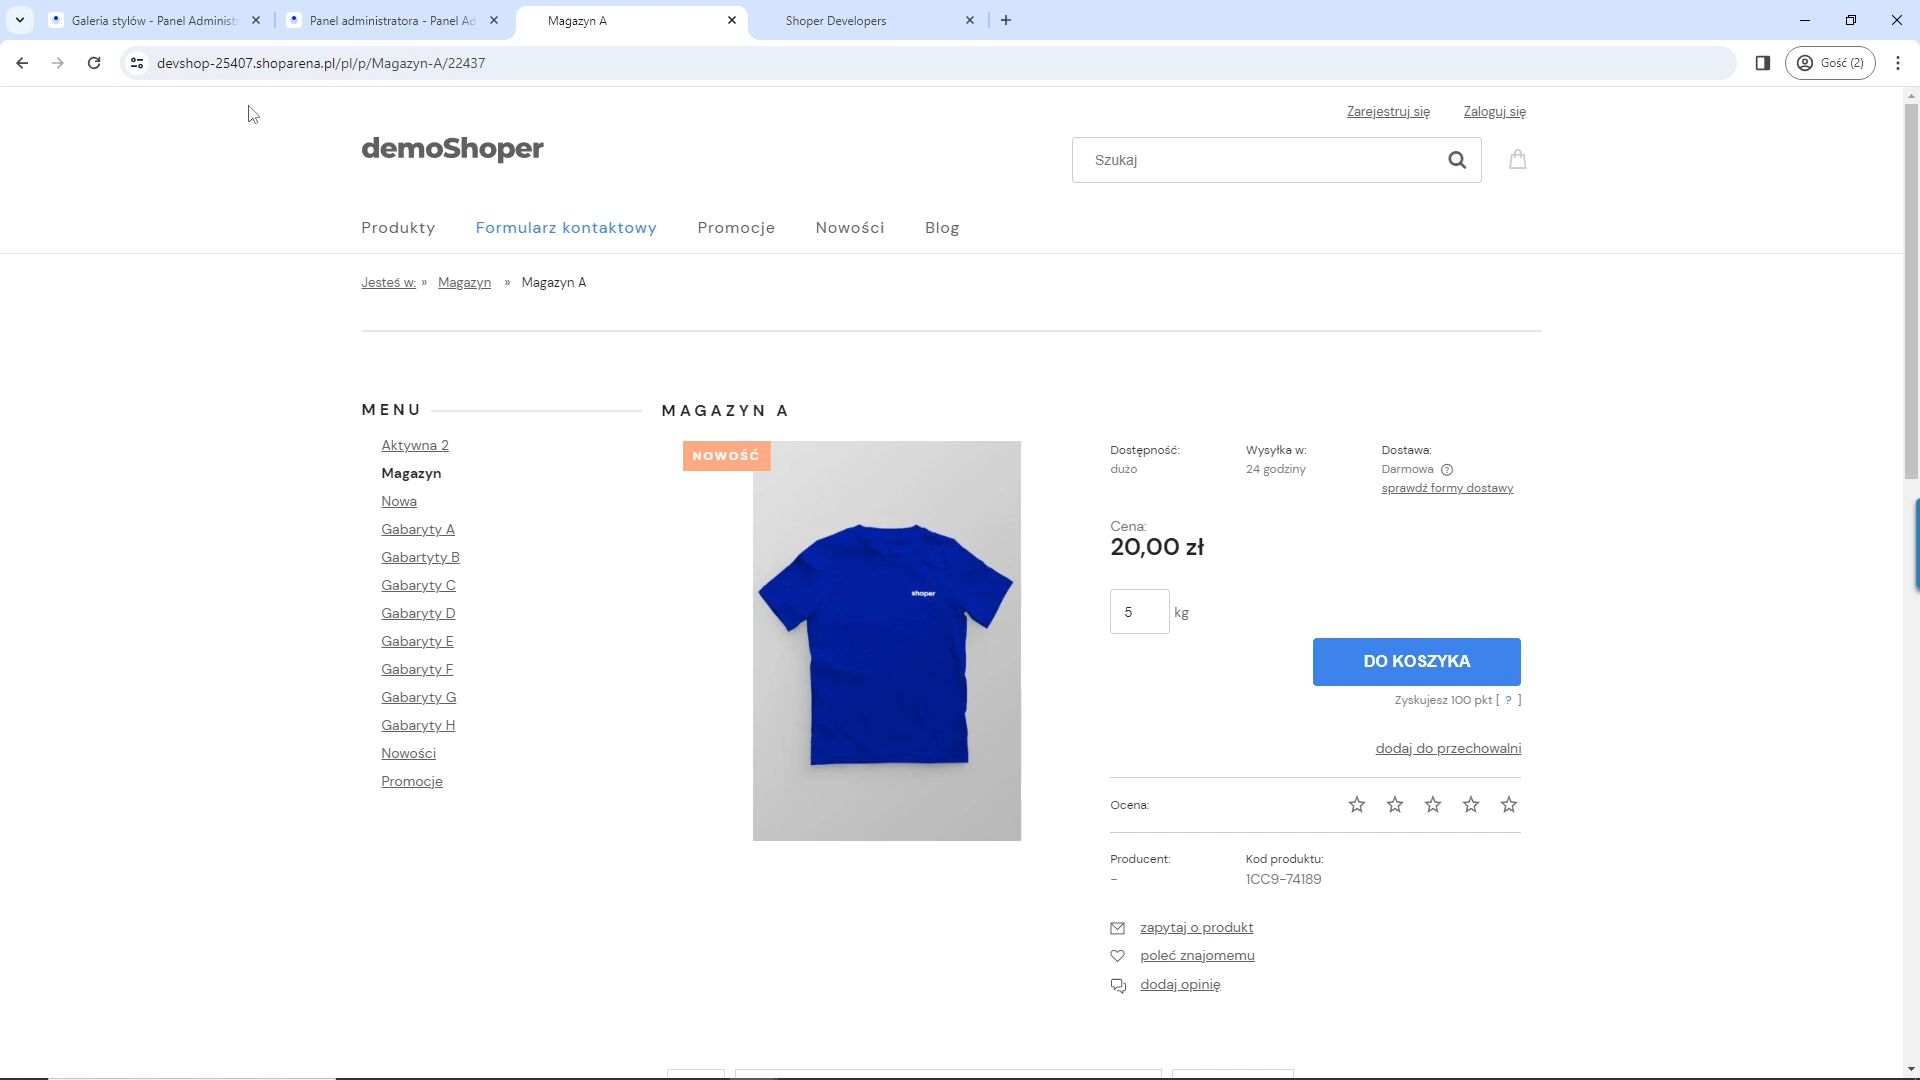 Galeria stylów - Panel Administ
Panel administratora - Panel Ad
Magazyn A
Shoper Developers
devshop-25407.shoparena.pl/pl/p/Magazyn-A/22437
Gość (2)
Zarejestruj się
Zaloguj się
demoShoper
Szukaj
Produkty
Formularz kontaktowy
Promocje
Nowości
Blog
Jesteś w: » Magazyn » Magazyn A
MENU
Aktywna 2
Magazyn
Nowa
Gabaryty A
Gabartyty B
Gabaryty C
Gabaryty D
Gabaryty E
Gabaryty F
Gabaryty G
Gabaryty H
Nowości
Promocje
MAGAZYN A
NOWOŚĆ
shoper
Dostępność:
dużo
Wysyłka w:
24 godziny
Dostawa:
Darmowa ?
sprawdź formy dostawy
Cena:
20,00 zł
5 kg
DO KOSZYKA
Zyskujesz 100 pkt [ ? ]
dodaj do przechowalni
Ocena:
Producent:
-
Kod produktu:
1CC9-74189
zapytaj o produkt
poleć znajomemu
dodaj opinię